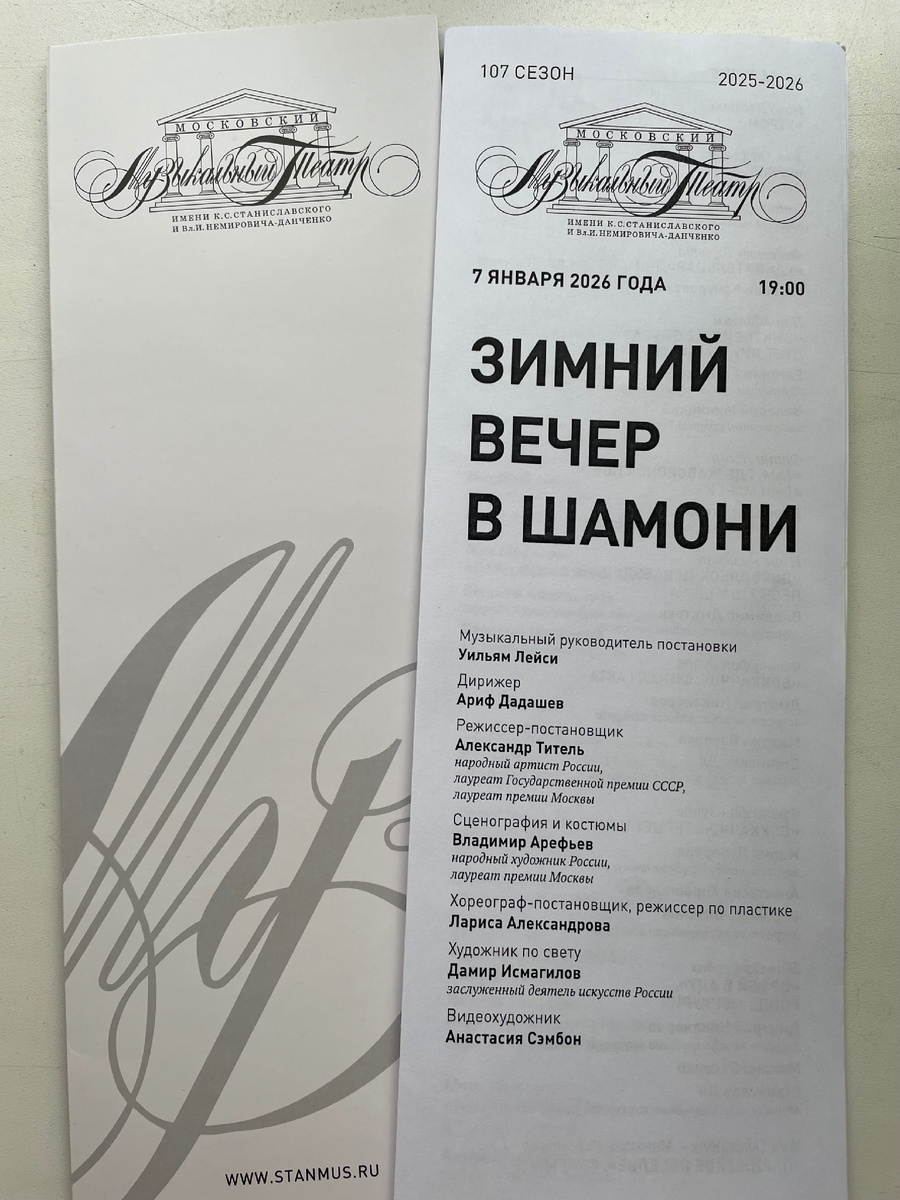 МОСКОВСКИЙ
Музыкальный Театр
ИМЕНИ К.С.СТАНИСЛАВСКОГО
И Вл.И.НЕМИРОВИЧА-ДАНЧЕНКО
WWW.STANMUS.RU
107 СЕЗОН 2025-2026
МОСКОВСКИЙ
Музыкальный Театр
ИМЕНИ К.С.СТАНИСЛАВСКОГО
И Вл.И.НЕМИРОВИЧА-ДАНЧЕНКО
7 ЯНВАРЯ 2026 ГОДА 19:00
ЗИМНИЙ
ВЕЧЕР
В ШАМОНИ
Музыкальный руководитель постановки
Уильям Лейси
Дирижер
Ариф Дадашев
Режиссер-постановщик
Александр Титель
народный артист России,
лауреат Государственной премии СССР,
лауреат премии Москвы
Сценография и костюмы
Владимир Арефьев
народный художник России,
лауреат премии Москвы
Хореограф-постановщик, режиссер по пластике
Лариса Александрова
Художник по свету
Дамир Исмагилов
заслуженный деятель искусств России
Видеохудожник
Анастасия Сэмбон